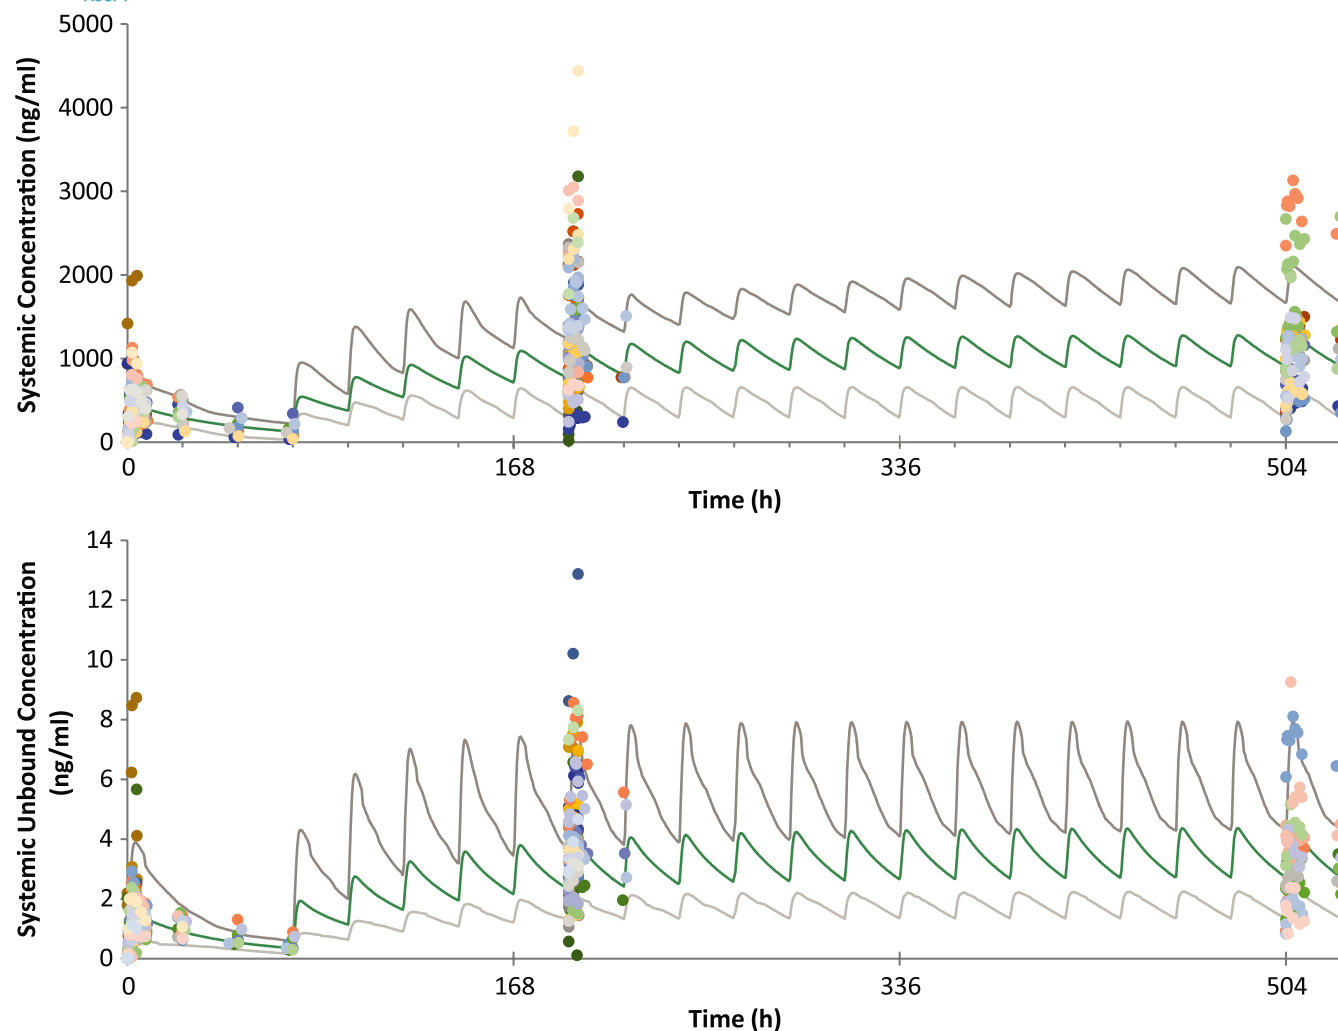 5000
4000
3000
2000
1000
0
Systemic Concentration (ng/ml)
0 168 336 504
Time (h)
14
12
10
8
6
4
2
0
Systemic Unbound Concentration
(ng/ml)
0 168 336 504
Time (h)